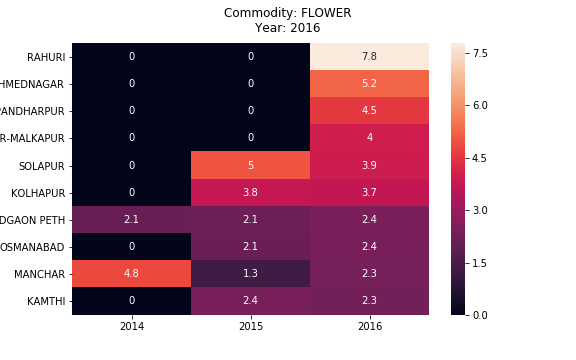 Commodity: FLOWER
Year: 2016
RAHURI 0 0 7.8
HMEDNAGAR 0 0 5.2
PANDHARPUR 0 0 4.5
R-MALKAPUR 0 0 4
SOLAPUR 0 5 3.9
KOLHAPUR 0 3.8 3.7
DGAON PETH 2.1 2.1 2.4
OSMANABAD 0 2.1 2.4
MANCHAR 4.8 1.3 2.3
KAMTHI 0 2.4 2.3
2014 2015 2016
7.5
6.0
4.5
3.0
1.5
0.0